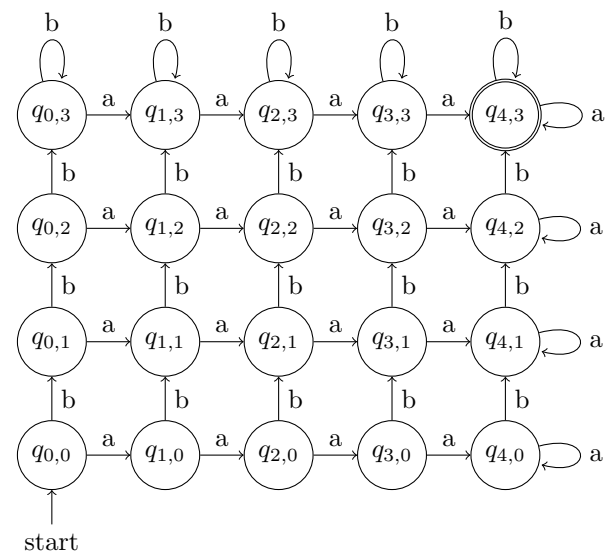 b b b b b
q0,3 a q1,3 a q2,3 a q3,3 a q4,3 a
b b b b b
q0,2 a q1,2 a q2,2 a q3,2 a q4,2 a
b b b b b
q0,1 a q1,1 a q2,1 a q3,1 a q4,1 a
b b b b b
q0,0 a q1,0 a q2,0 a q3,0 a q4,0 a
start